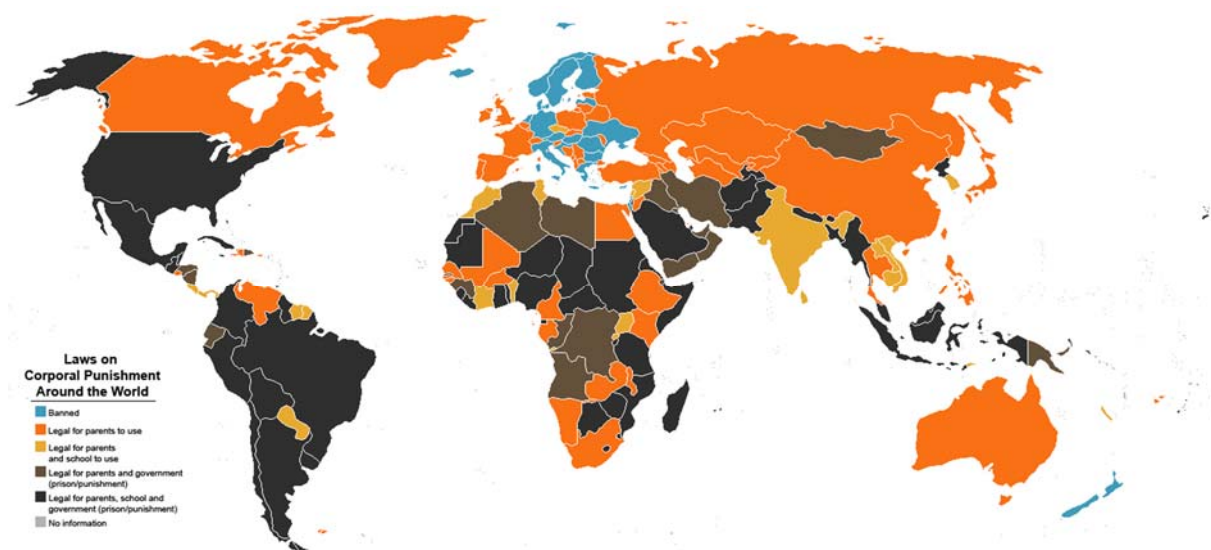 Laws on
Corporal Punishment
Around the World
Banned
Legal for parents to use
Legal for parents
and school to use
Legal for parents and government
(prison/punishment)
Legal for parents, school and
government (prison/punishment)
No information